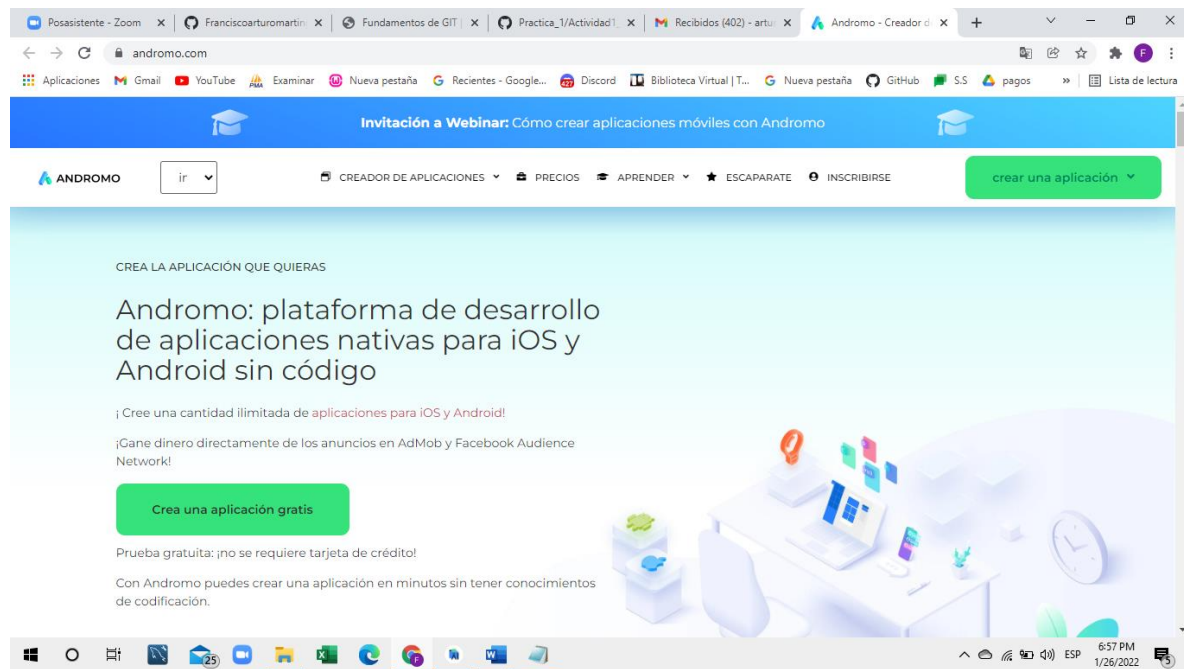 Posasistente - Zoom
Franciscoarturomartin
Fundamentos de GIT |
Practica_1/Actividad1_
Recibidos (402) - artu
Andromo - Creador d
andromo.com
Aplicaciones
Gmail
YouTube
Examinar
Nueva pestaña
Recientes - Google...
Discord
Biblioteca Virtual | T...
Nueva pestaña
GitHub
S.S
pagos
»
Lista de lectura
Invitación a Webinar: Cómo crear aplicaciones móviles con Andromo
ANDROMO
ir
CREADOR DE APLICACIONES
PRECIOS
APRENDER
ESCAPARATE
INSCRIBIRSE
crear una aplicación
CREA LA APLICACIÓN QUE QUIERAS
Andromo: plataforma de desarrollo
de aplicaciones nativas para iOS y
Android sin código
¡ Cree una cantidad ilimitada de aplicaciones para iOS y Android!
¡Gane dinero directamente de los anuncios en AdMob y Facebook Audience
Network!
Crea una aplicación gratis
Prueba gratuita: ¡no se requiere tarjeta de crédito!
Con Andromo puedes crear una aplicación en minutos sin tener conocimientos
de codificación.
25
ESP
6:57 PM
1/26/2022
5